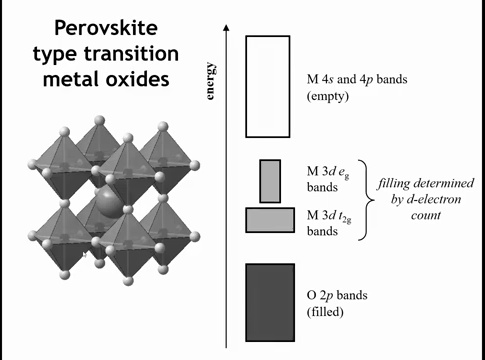 Perovskite
type transition
metal oxides
energy
M 4s and 4p bands
(empty)
M 3d eg
bands
M 3d t2g
bands
filling determined
by d-electron
count
O 2p bands
(filled)